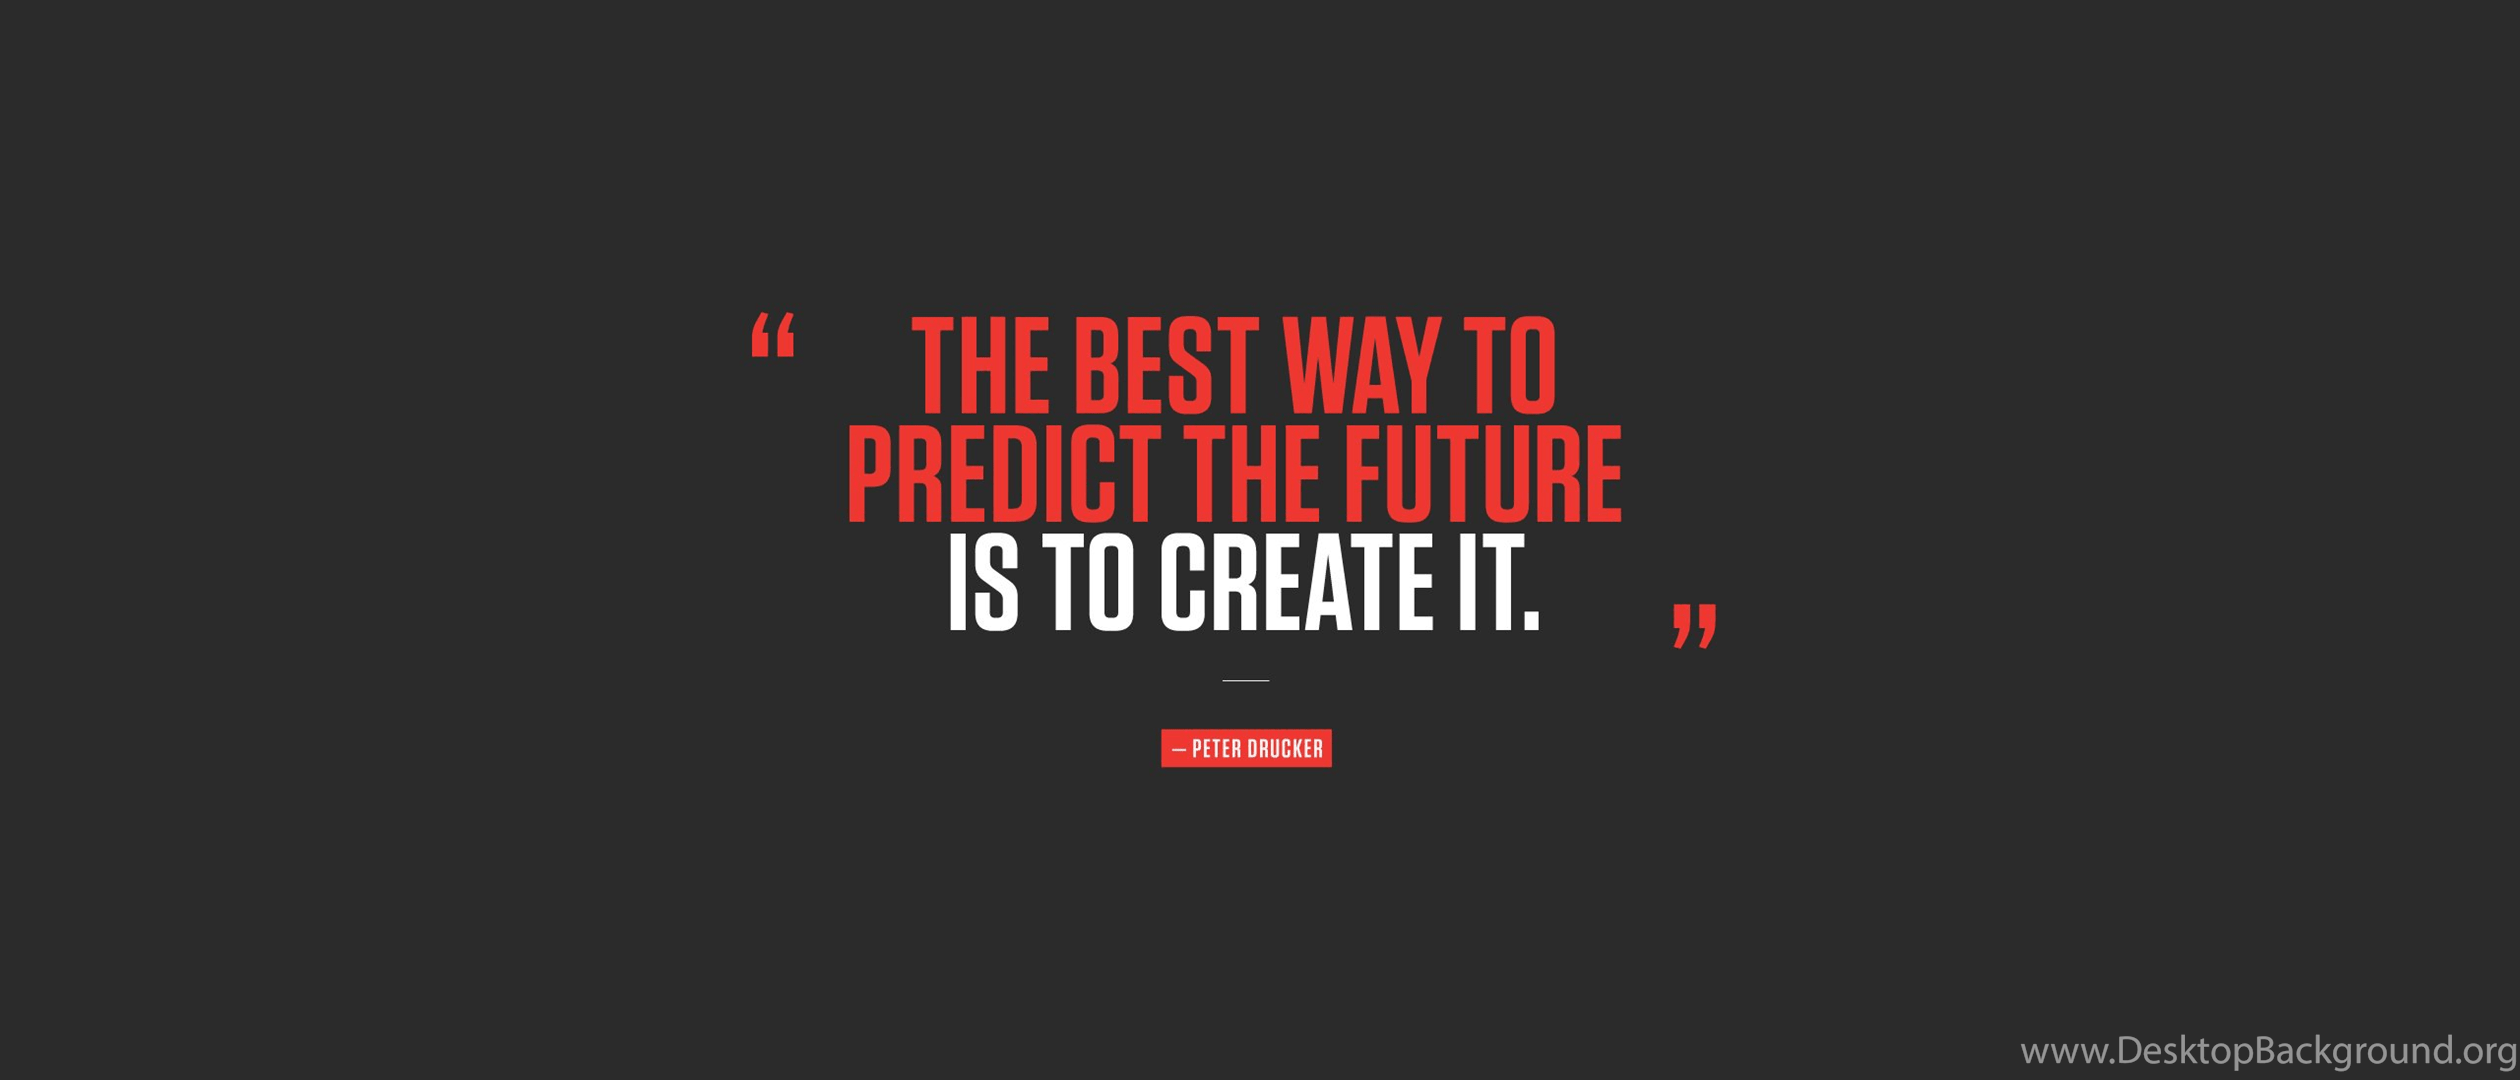 “ THE BEST WAY TO
PREDICT THE FUTURE
IS TO CREATE IT. ”
— PETER DRUCKER
www.DesktopBackground.org